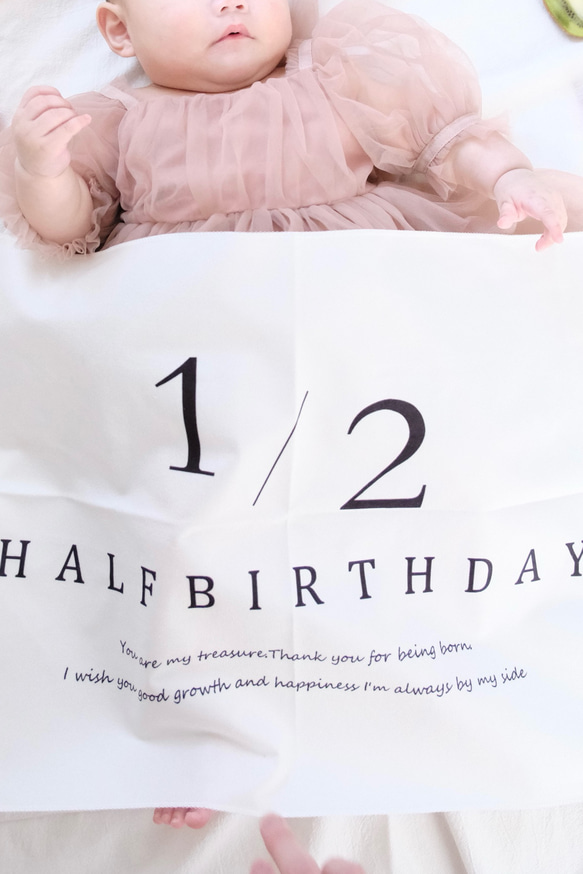 1/2
HALF BIRTHDAY
You are my treasure.Thank you for being born.
I wish you good growth and happiness I'm always by my side